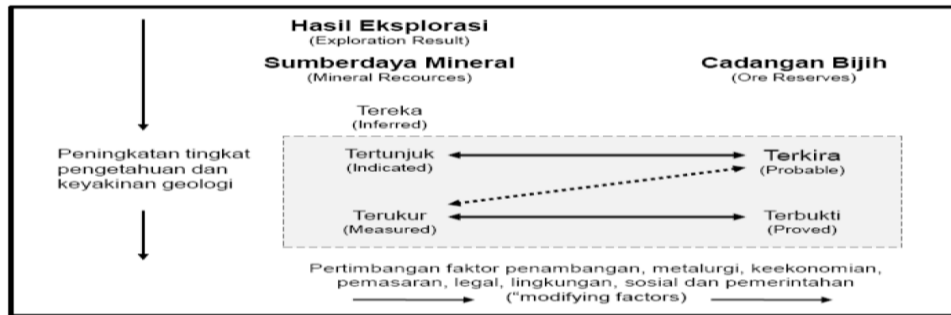 Hasil Eksplorasi
(Exploration Result)
Sumberdaya Mineral
(Mineral Recources)
Cadangan Bijih
(Ore Reserves)
Tereka
(Inferred)
Peningkatan tingkat
pengetahuan dan
keyakinan geologi
Tertunjuk
(Indicated)
Terkira
(Probable)
Terukur
(Measured)
Terbukti
(Proved)
Pertimbangan faktor penambangan, metalurgi, keekonomian,
pemasaran, legal, lingkungan, sosial dan pemerintahan
("modifying factors)